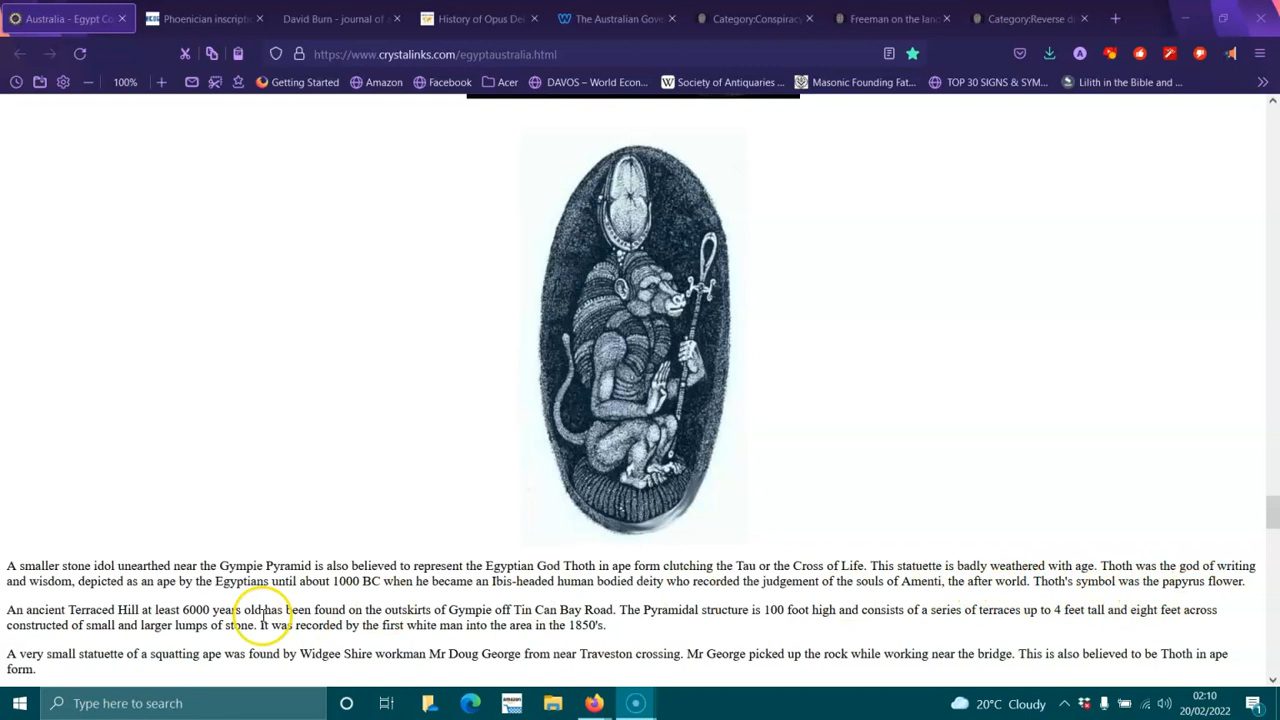 Australia - Egypt Co
Phoenician inscripti
David Burn - journal of a
History of Opus Dei
The Australian Gove
Category:Conspirac
Freeman on the lan
Category:Reverse d
https://www.crystalinks.com/egyptaustralia.html
100%
Getting Started
Amazon
Facebook
Acer
DAVOS – World Econ...
Society of Antiquaries ...
Masonic Founding Fat...
TOP 30 SIGNS & SYM...
Lilith in the Bible and ...
A smaller stone idol unearthed near the Gympie Pyramid is also believed to represent the Egyptian God Thoth in ape form clutching the Tau or the Cross of Life. This statuette is badly weathered with age. Thoth was the god of writing
and wisdom, depicted as an ape by the Egyptians until about 1000 BC when he became an Ibis-headed human bodied deity who recorded the judgement of the souls of Amenti, the after world. Thoth's symbol was the papyrus flower.
An ancient Terraced Hill at least 6000 years old has been found on the outskirts of Gympie off Tin Can Bay Road. The Pyramidal structure is 100 foot high and consists of a series of terraces up to 4 feet tall and eight feet across
constructed of small and larger lumps of stone. It was recorded by the first white man into the area in the 1850's.
A very small statuette of a squatting ape was found by Widgee Shire workman Mr Doug George from near Traveston crossing. Mr George picked up the rock while working near the bridge. This is also believed to be Thoth in ape
form.
Type here to search
20°C Cloudy
02:10
20/02/2022